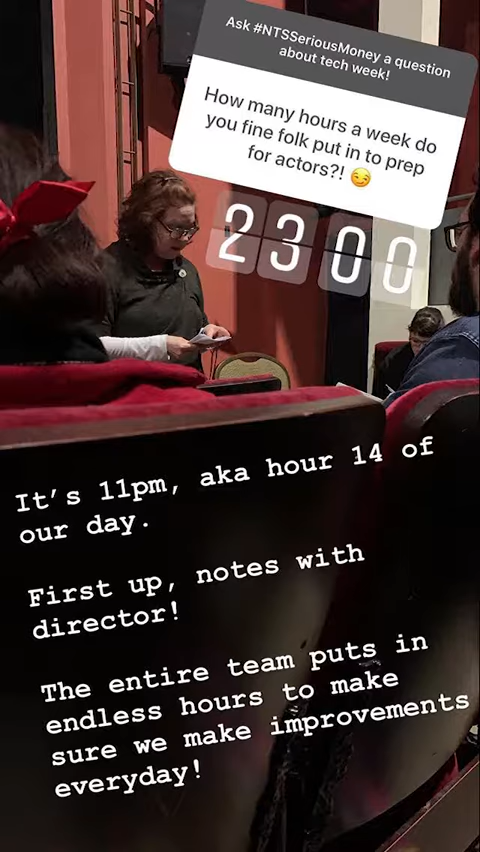 Ask #NTSSeriousMoney a question
about tech week!
How many hours a week do
you fine folk put in to prep
for actors?! 😏
2300
It's 11pm, aka hour 14 of
our day.
First up, notes with
director!
The entire team puts in
endless hours to make
sure we make improvements
everyday!